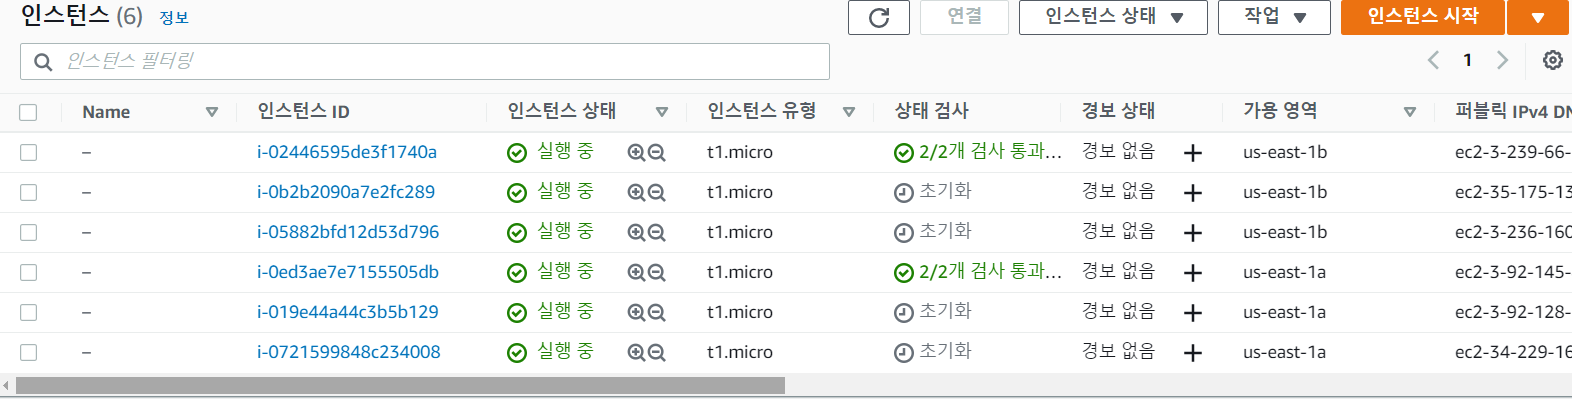 인스턴스 (6) 정보 연결 인스턴스 상태 작업 인스턴스 시작
인스턴스 필터링 1
Name 인스턴스 ID 인스턴스 상태 인스턴스 유형 상태 검사 경보 상태 가용 영역 퍼블릭 IPv4 DN
– i-02446595de3f1740a 실행 중 t1.micro 2/2개 검사 통과... 경보 없음 + us-east-1b ec2-3-239-66-
– i-0b2b2090a7e2fc289 실행 중 t1.micro 초기화 경보 없음 + us-east-1b ec2-35-175-13
– i-05882bfd12d53d796 실행 중 t1.micro 초기화 경보 없음 + us-east-1b ec2-3-236-160
– i-0ed3ae7e7155505db 실행 중 t1.micro 2/2개 검사 통과... 경보 없음 + us-east-1a ec2-3-92-145-
– i-019e44a44c3b5b129 실행 중 t1.micro 초기화 경보 없음 + us-east-1a ec2-3-92-128-
– i-0721599848c234008 실행 중 t1.micro 초기화 경보 없음 + us-east-1a ec2-34-229-16